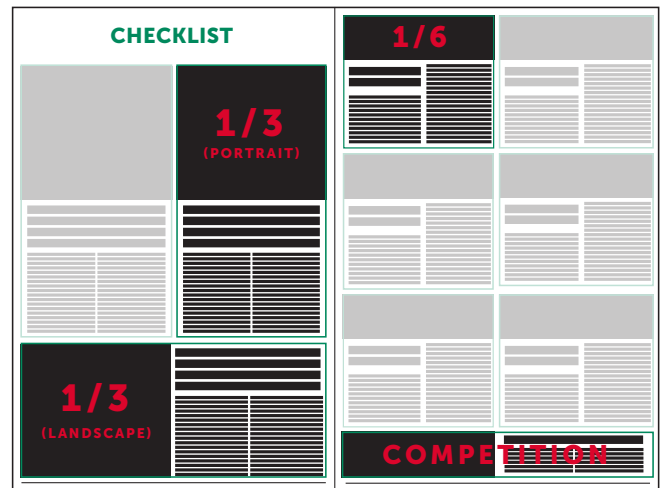 CHECKLIST
1/3
(PORTRAIT)
1/3
(LANDSCAPE)
1/6
COMPETITION